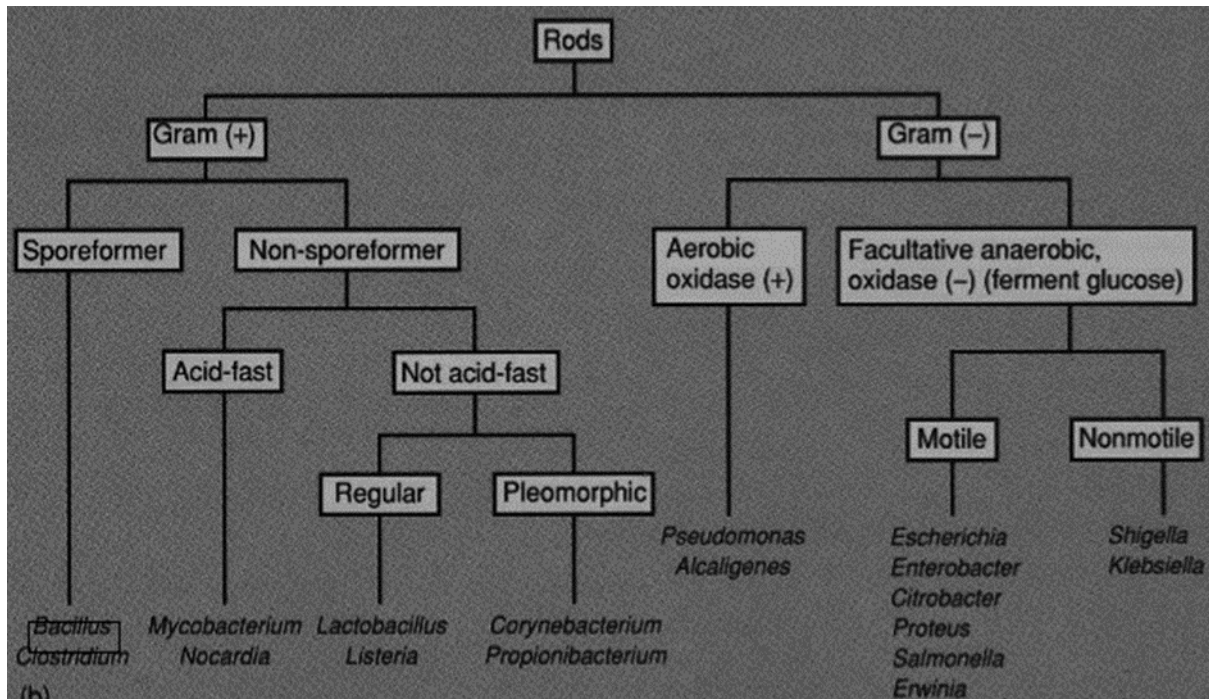 Rods
Gram (+)
Gram (–)
Sporeformer
Non-sporeformer
Aerobic
oxidase (+)
Facultative anaerobic,
oxidase (–) (ferment glucose)
Acid-fast
Not acid-fast
Motile
Nonmotile
Regular
Pleomorphic
Pseudomonas
Alcaligenes
Escherichia
Enterobacter
Citrobacter
Proteus
Salmonella
Erwinia
Shigella
Klebsiella
Bacillus
Clostridium
Mycobacterium
Nocardia
Lactobacillus
Listeria
Corynebacterium
Propionibacterium
(b)